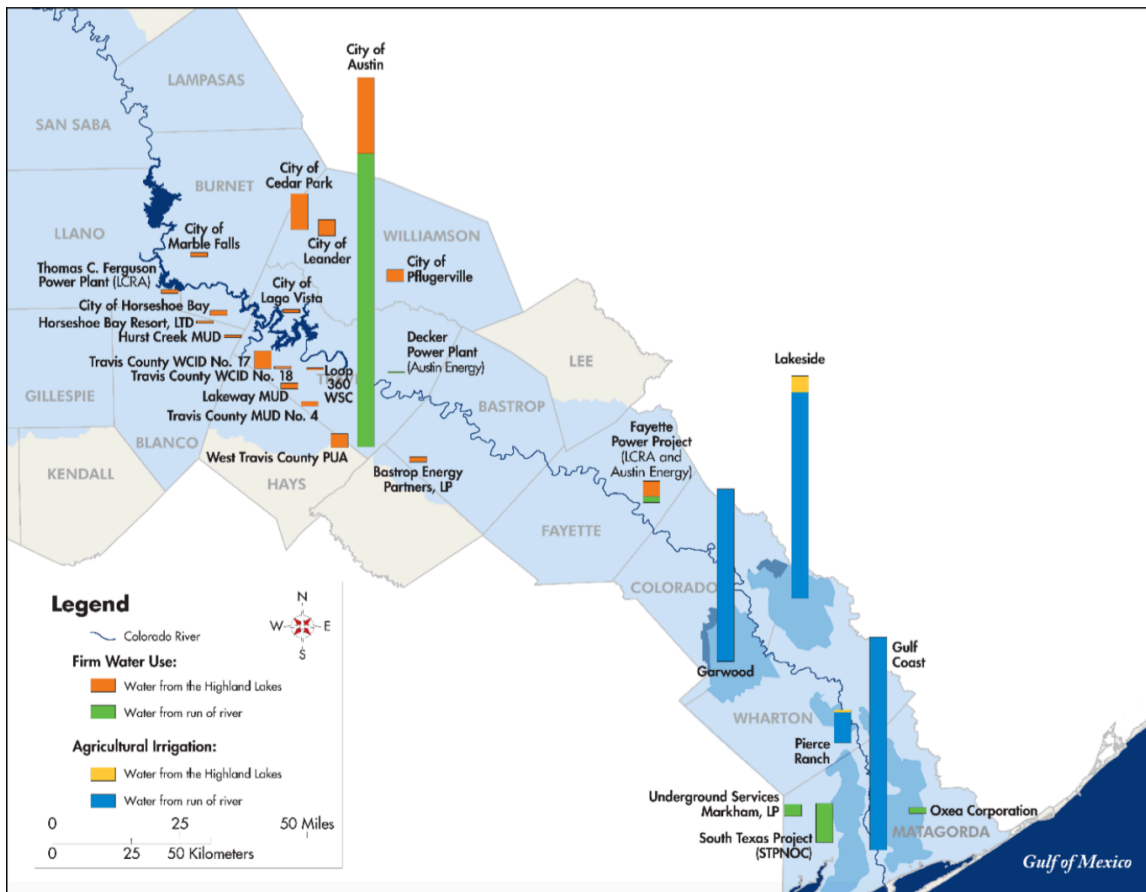 City of
Austin
LAMPASAS
SAN SABA
BURNET
City of
Cedar Park
LLANO
City of
Marble Falls
City of
Leander
WILLIAMSON
Thomas C. Ferguson
Power Plant (LCRA)
City of
Pflugerville
City of
Lago Vista
City of Horseshoe Bay
Horseshoe Bay Resort, LTD
Hurst Creek MUD
Decker
Power Plant
(Austin Energy)
LEE
Lakeside
Travis County WCID No. 17
Travis County WCID No. 18
Loop
360
WSC
Lakeway MUD
Travis County MUD No. 4
GILLESPIE
BASTROP
BLANCO
West Travis County PUA
Fayette
Power Project
(LCRA and
Austin Energy)
KENDALL
HAYS
Bastrop Energy
Partners, LP
FAYETTE
COLORADO
Legend
N
W
E
S
Colorado River
Firm Water Use:
Water from the Highland Lakes
Water from run of river
Agricultural Irrigation:
Water from the Highland Lakes
Water from run of river
0
25
50 Miles
0
25
50 Kilometers
Garwood
Gulf
Coast
WHARTON
Pierce
Ranch
Underground Services
Markham, LP
Oxea Corporation
South Texas Project
(STPNOC)
MATAGORDA
Gulf of Mexico